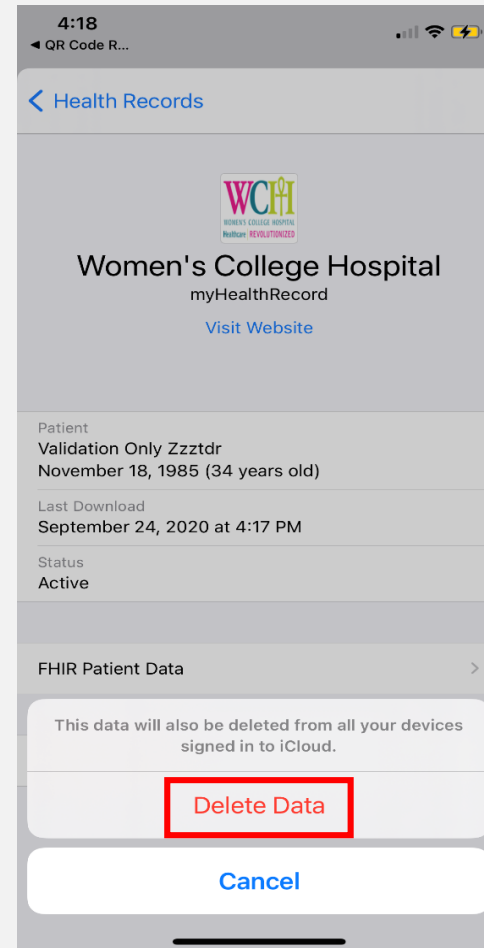 4:18
◀ QR Code R...
Health Records
WCH
WOMEN'S COLLEGE HOSPITAL
Healthcare | REVOLUTIONIZED
Women's College Hospital
myHealthRecord
Visit Website
Patient
Validation Only Zzztdr
November 18, 1985 (34 years old)
Last Download
September 24, 2020 at 4:17 PM
Status
Active
FHIR Patient Data
This data will also be deleted from all your devices
signed in to iCloud.
Delete Data
Cancel